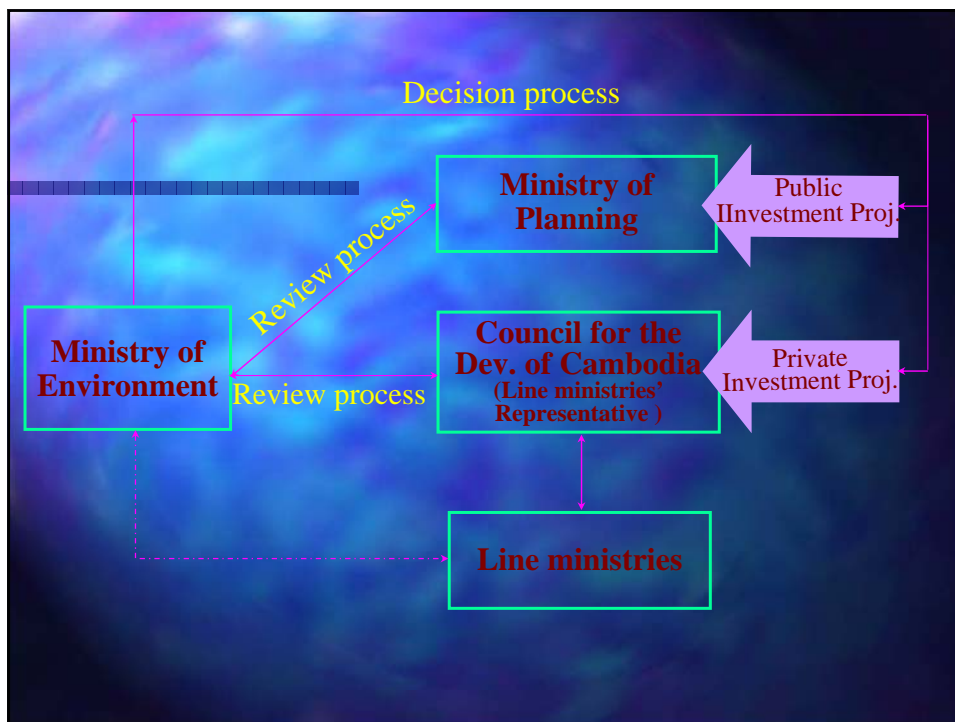 Decision process
Ministry of
Planning
Public
IInvestment Proj.
Review process
Ministry of
Environment
Review process
Council for the
Dev. of Cambodia
(Line ministries'
Representative )
Private
Investment Proj.
Line ministries